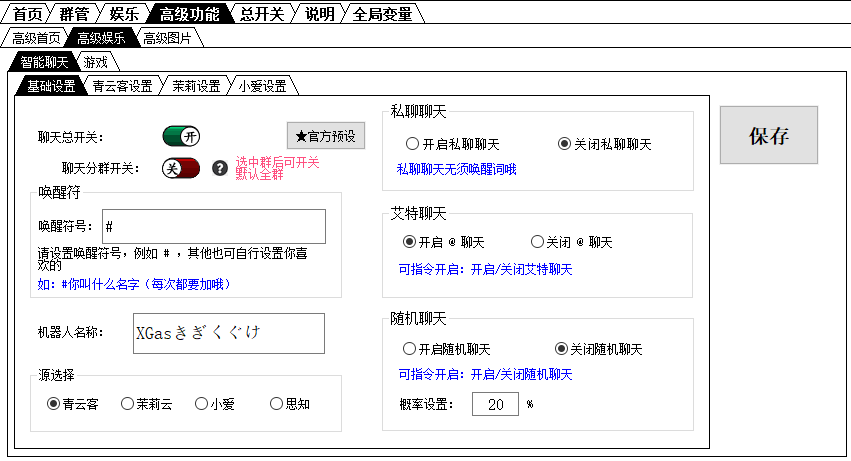 首页 群管 娱乐 高级功能 总开关 说明 全局变量
高级首页 高级娱乐 高级图片
智能聊天 游戏
基础设置 青云客设置 茉莉设置 小爱设置
聊天总开关： 开 ★官方预设
聊天分群开关： 关 ? 选中群后可开关
默认全群
唤醒符
唤醒符号： #
请设置唤醒符号，例如 # ，其他也可自行设置你喜
欢的
如：#你叫什么名字（每次都要加哦）
机器人名称： XGasきぎくぐけ
源选择
青云客 茉莉云 小爱 思知
私聊聊天
开启私聊聊天 关闭私聊聊天
私聊聊天无须唤醒词哦
艾特聊天
开启 @ 聊天 关闭 @ 聊天
可指令开启：开启/关闭艾特聊天
随机聊天
开启随机聊天 关闭随机聊天
可指令开启：开启/关闭随机聊天
概率设置： 20 %
保存